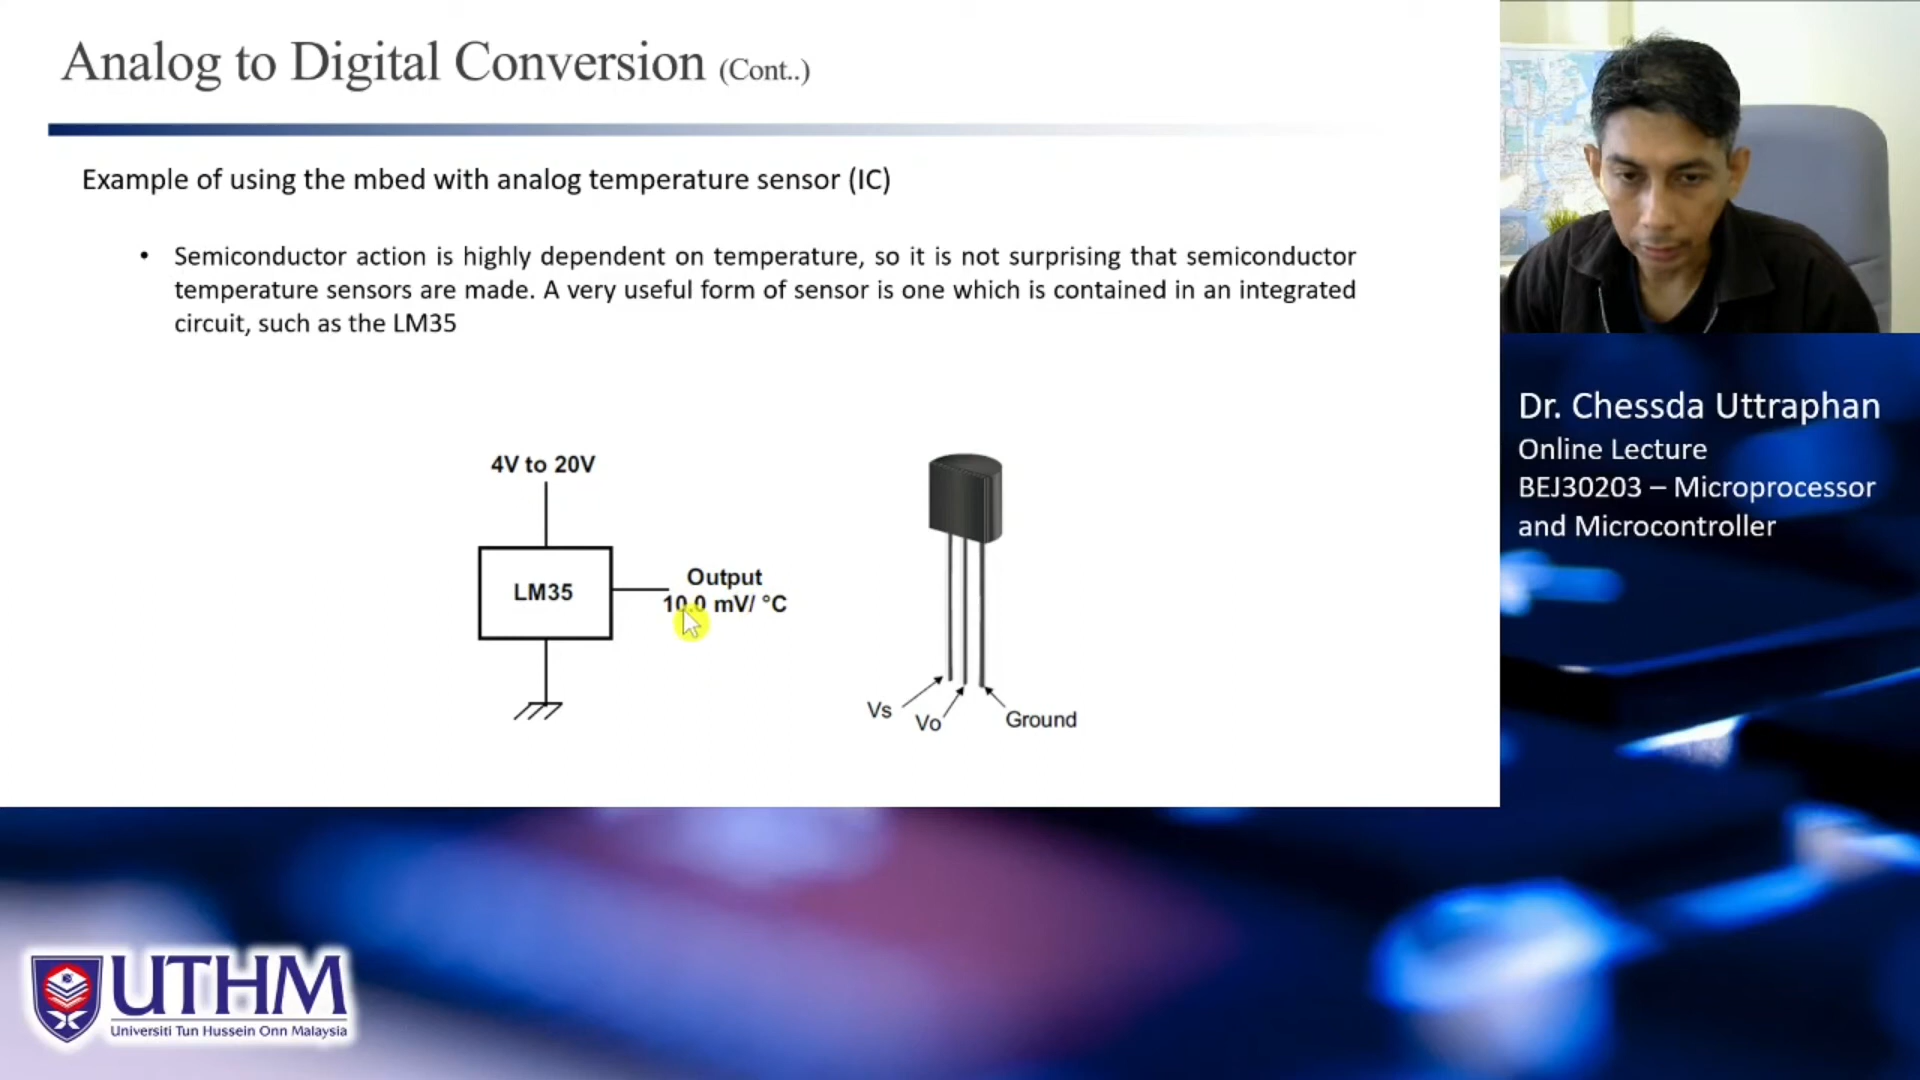 Analog to Digital Conversion (Cont..)
Example of using the mbed with analog temperature sensor (IC)
• Semiconductor action is highly dependent on temperature, so it is not surprising that semiconductor
temperature sensors are made. A very useful form of sensor is one which is contained in an integrated
circuit, such as the LM35
4V to 20V
LM35
Output
10.0 mV/ °C
Vs
Vo
Ground
Dr. Chessda Uttraphan
Online Lecture
BEJ30203 – Microprocessor
and Microcontroller
UTHM
Universiti Tun Hussein Onn Malaysia